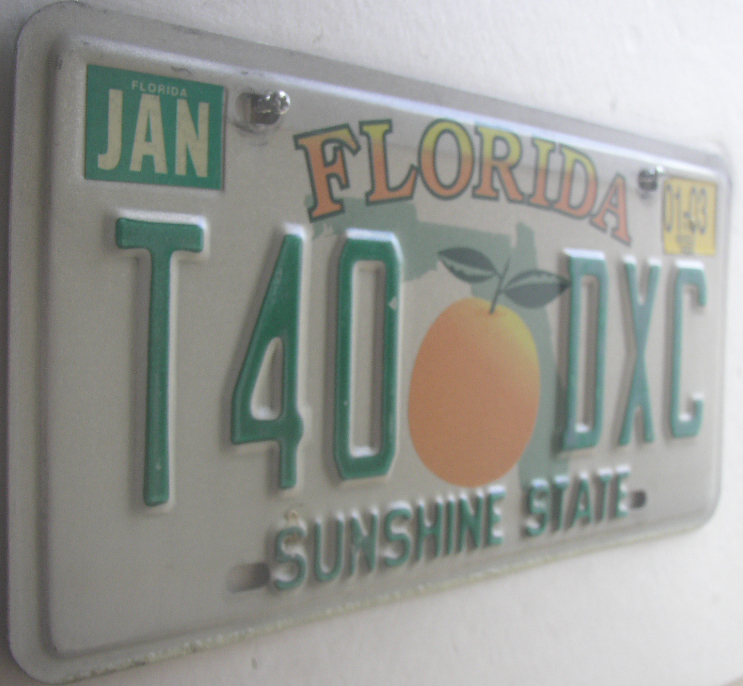 FLORIDA
JAN
FLORIDA
01-03
T40 DXC
SUNSHINE STATE